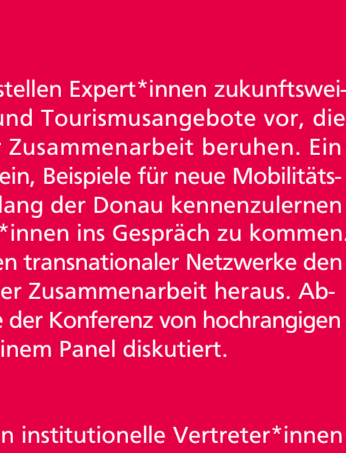 stellen Expert*innen zukunftswei-
und Tourismusangebote vor, die
Zusammenarbeit beruhen. Ein
ein, Beispiele für neue Mobilitäts-
lang der Donau kennenzulernen
*innen ins Gespräch zu kommen.
en transnationaler Netzwerke den
er Zusammenarbeit heraus. Ab-
e der Konferenz von hochrangigen
inem Panel diskutiert.
n institutionelle Vertreter*innen